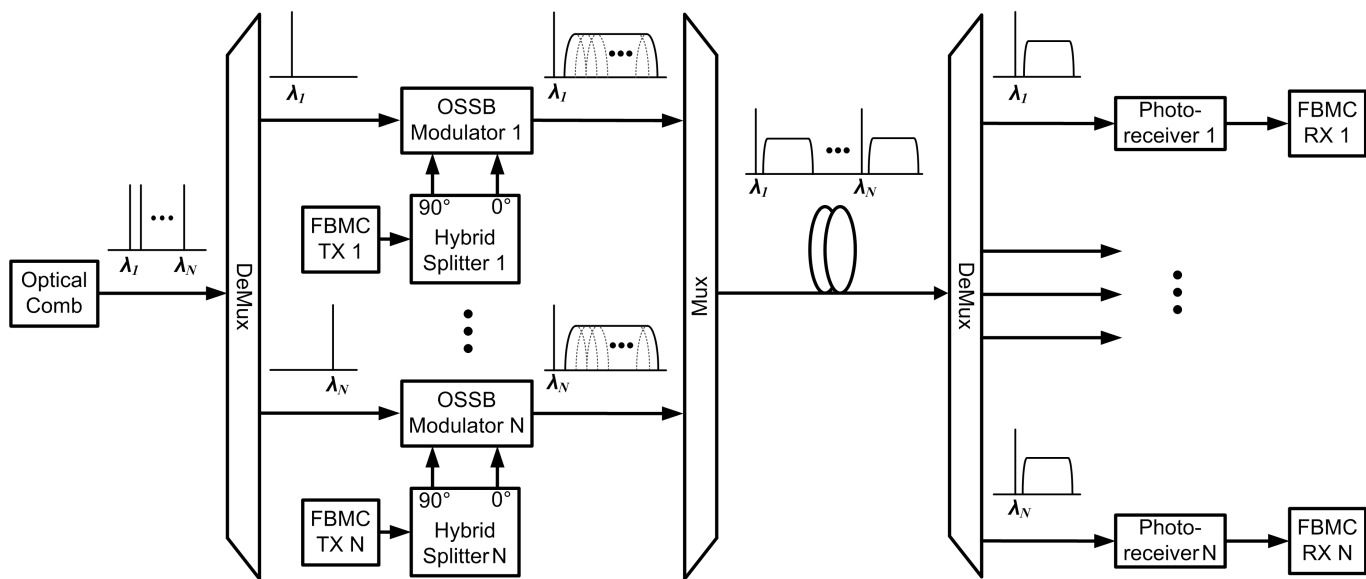 λ1
OSSB
Modulator 1
λ1
90°
0°
FBMC
TX 1
Hybrid
Splitter 1
λ1
λN
Optical
Comb
DeMux
λN
OSSB
Modulator N
λN
90°
0°
FBMC
TX N
Hybrid
Splitter N
Mux
λ1
λN
DeMux
λ1
Photo-
receiver 1
FBMC
RX 1
λN
Photo-
receiver N
FBMC
RX N